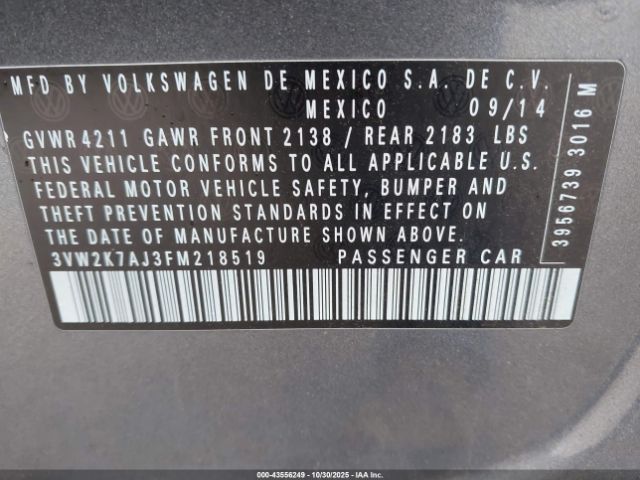 MFD BY VOLKSWAGEN DE MEXICO S.A. DE C.V.
MEXICO 09/14
GVWR 4211 GAWR FRONT 2138 / REAR 2183 LBS
THIS VEHICLE CONFORMS TO ALL APPLICABLE U.S.
FEDERAL MOTOR VEHICLE SAFETY, BUMPER AND
THEFT PREVENTION STANDARDS IN EFFECT ON
THE DATE OF MANUFACTURE SHOWN ABOVE.
3VW2K7AJ3FM218519 PASSENGER CAR
3956739 3016 M
000-43556249 - 10/30/2025 - IAAI.com